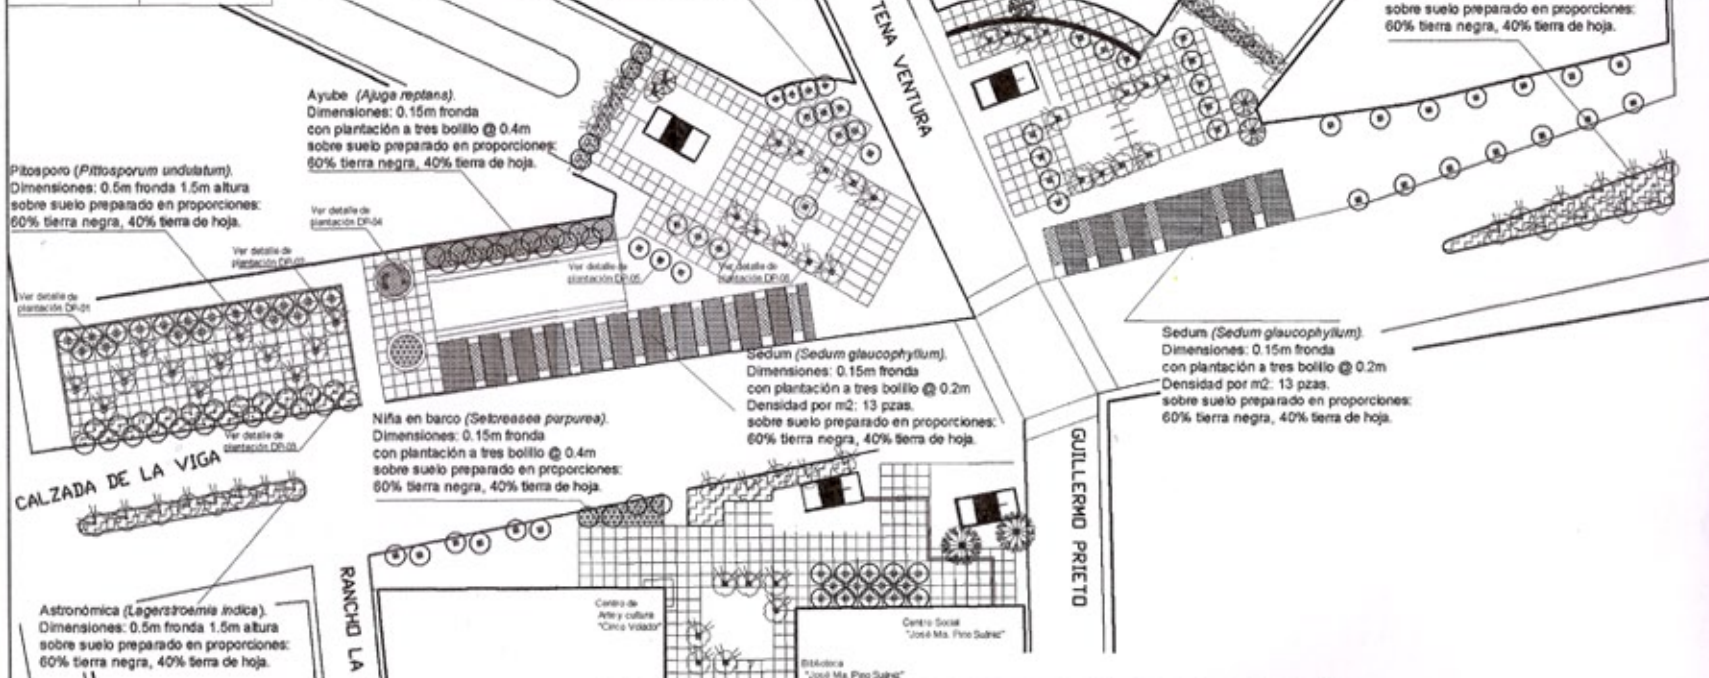 sobre suelo preparado en proporciones:
60% tierra negra, 40% tierra de hoja.
TENA VENTURA
Ayube (Ajuga reptans).
Dimensiones: 0.15m fronda
con plantación a tres bolillo @ 0.4m
sobre suelo preparado en proporciones:
60% tierra negra, 40% tierra de hoja.
Pitosporo (Pittosporum undulatum).
Dimensiones: 0.5m fronda 1.5m altura
sobre suelo preparado en proporciones:
60% tierra negra, 40% tierra de hoja.
Ver detalle de
plantación DP-04
Ver detalle de
plantación
Ver detalle de
plantación DP-01
Ver detalle de
plantación DP-05
Ver detalle de
plantación DP-06
Sedum (Sedum glaucophyllum).
Dimensiones: 0.15m fronda
con plantación a tres bolillo @ 0.2m
Densidad por m2: 13 pzas.
sobre suelo preparado en proporciones:
60% tierra negra, 40% tierra de hoja.
Sedum (Sedum glaucophyllum).
Dimensiones: 0.15m fronda
con plantación a tres bolillo @ 0.2m
Densidad por m2: 13 pzas.
sobre suelo preparado en proporciones:
60% tierra negra, 40% tierra de hoja.
Niña en barco (Setcreasea purpurea).
Dimensiones: 0.15m fronda
con plantación a tres bolillo @ 0.4m
sobre suelo preparado en proporciones:
60% tierra negra, 40% tierra de hoja.
Ver detalle de
plantación DP-03
CALZADA DE LA VIGA
GUILLERMO PRIETO
RANCHO LA
Astronómica (Lagerstroemia indica).
Dimensiones: 0.5m fronda 1.5m altura
sobre suelo preparado en proporciones:
60% tierra negra, 40% tierra de hoja.
Centro de
Arte y cultura
"Circo Volador"
Centro Social
"José Ma. Pino Suárez"
Biblioteca
"José Ma. Pino Suárez"